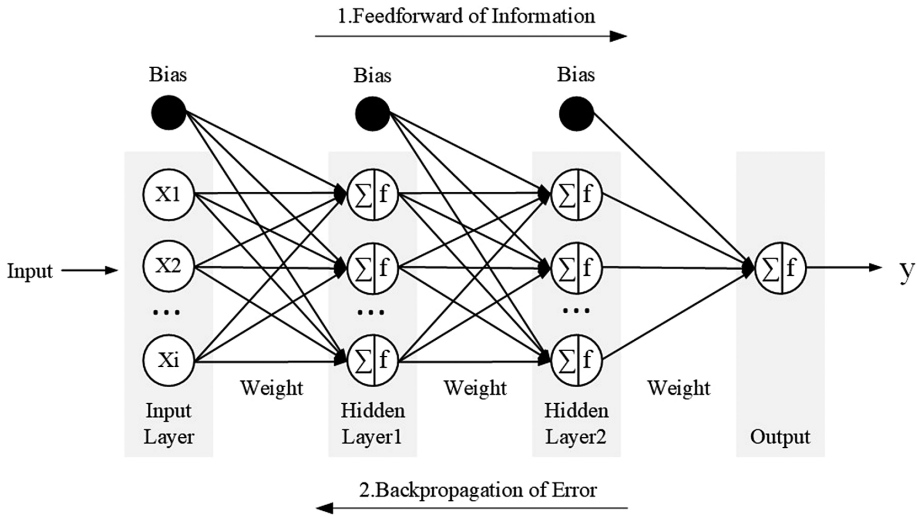 1.Feedforward of Information
Bias
Bias
Bias
X1
∑ f
∑ f
X2
∑ f
∑ f
∑ f
Input
y
...
...
...
Xi
∑ f
∑ f
Weight
Weight
Weight
Input
Layer
Hidden
Layer1
Hidden
Layer2
Output
2.Backpropagation of Error